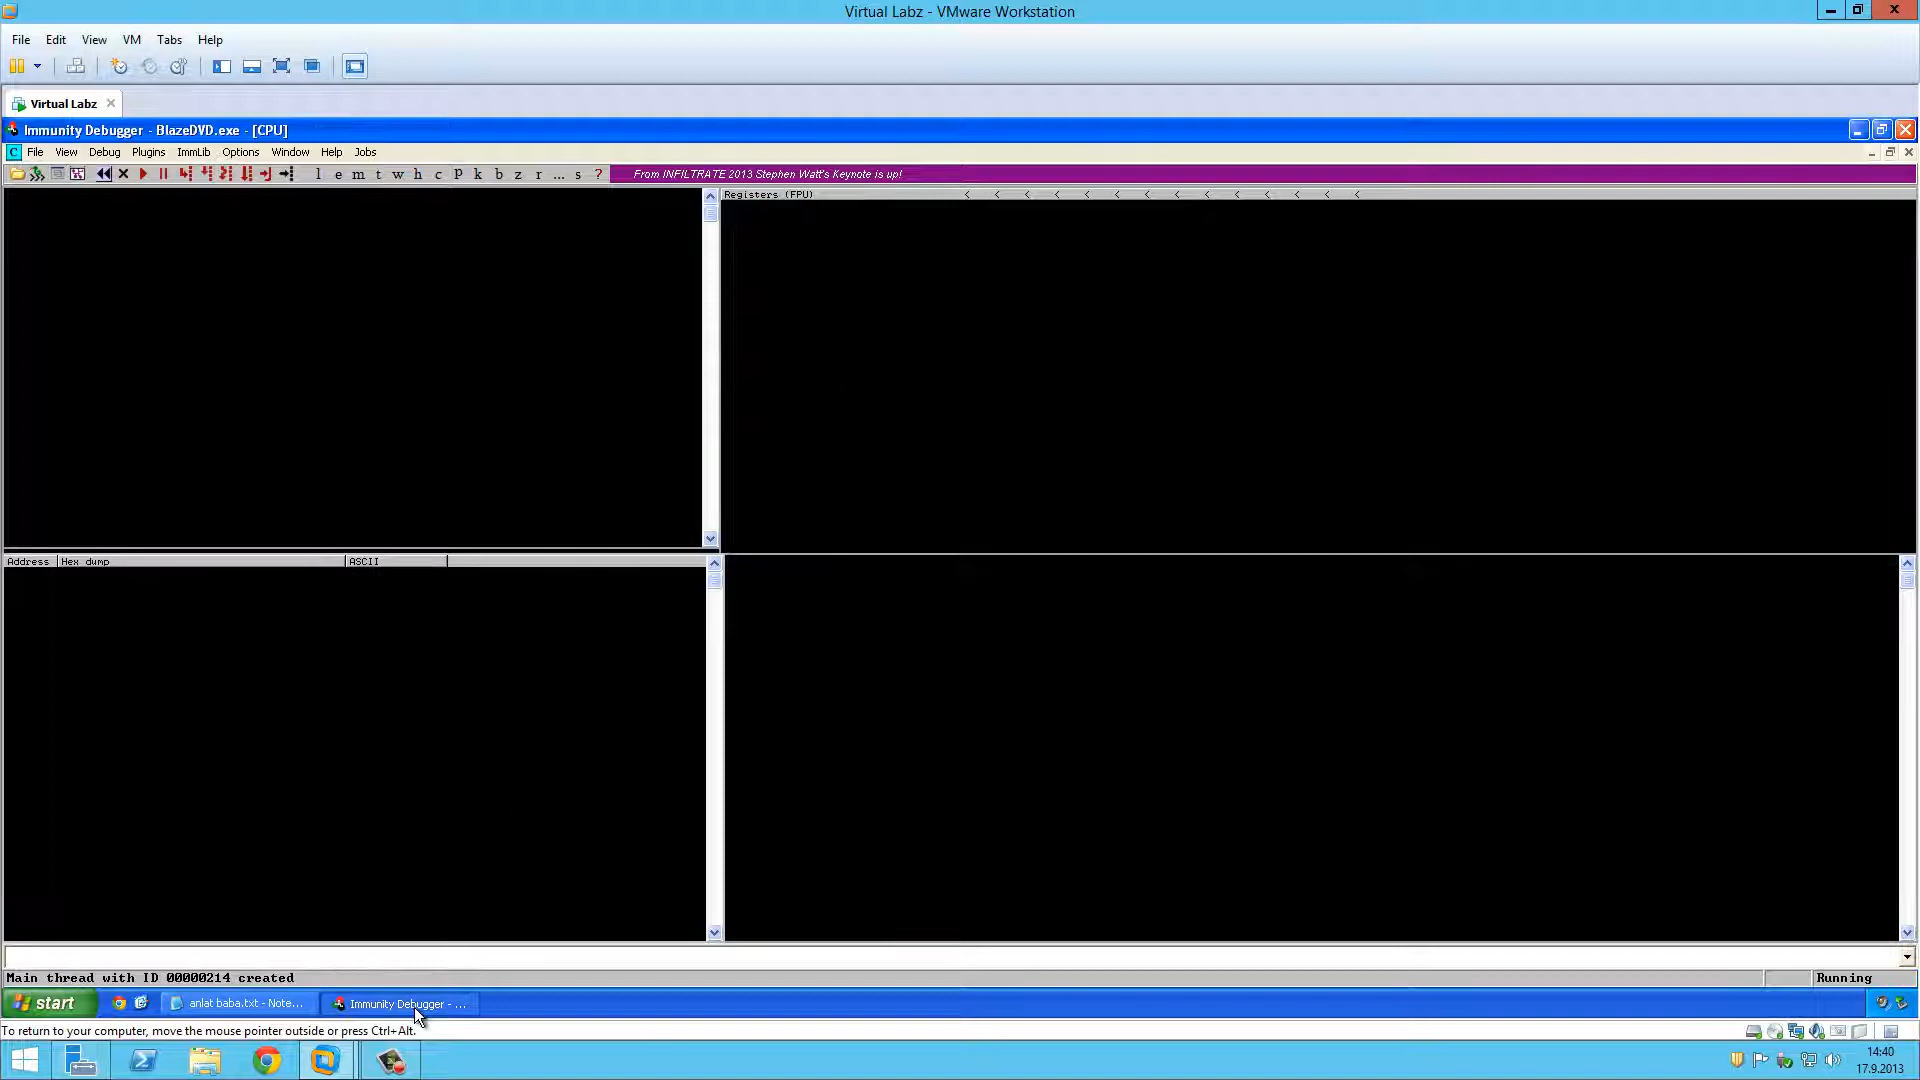 Virtual Labz - VMware Workstation
File Edit View VM Tabs Help
Virtual Labz
Immunity Debugger - BlazeDVD.exe - [CPU]
C File View Debug Plugins ImmLib Options Window Help Jobs
l e m t w h c P k b z r ... s ? From INFILTRATE 2013 Stephen Watt's Keynote is up!
Registers (FPU) < < < < < < < < < < < < < <
Address Hex dump ASCII
Main thread with ID 00000214 created Running
start anlat baba.txt - Note... Immunity Debugger - ...
To return to your computer, move the mouse pointer outside or press Ctrl+Alt.
14:40
17.9.2013